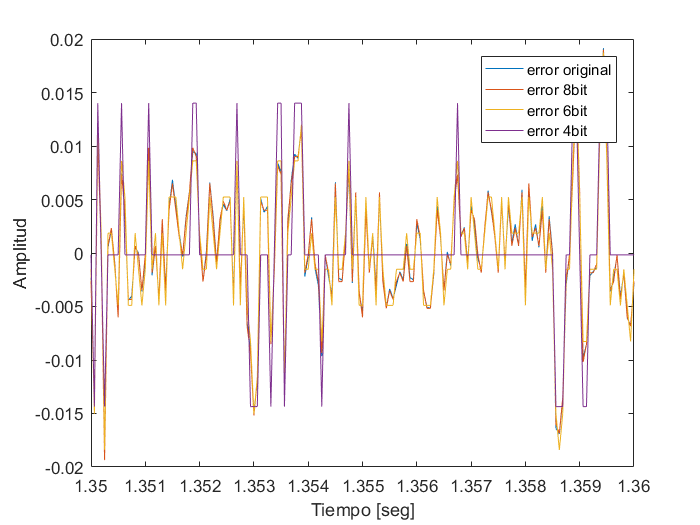 0.02
error original
error 8bit
error 6bit
error 4bit
0.015
0.01
0.005
0
-0.005
-0.01
-0.015
-0.02
Amplitud
1.35 1.351 1.352 1.353 1.354 1.355 1.356 1.357 1.358 1.359 1.36
Tiempo [seg]